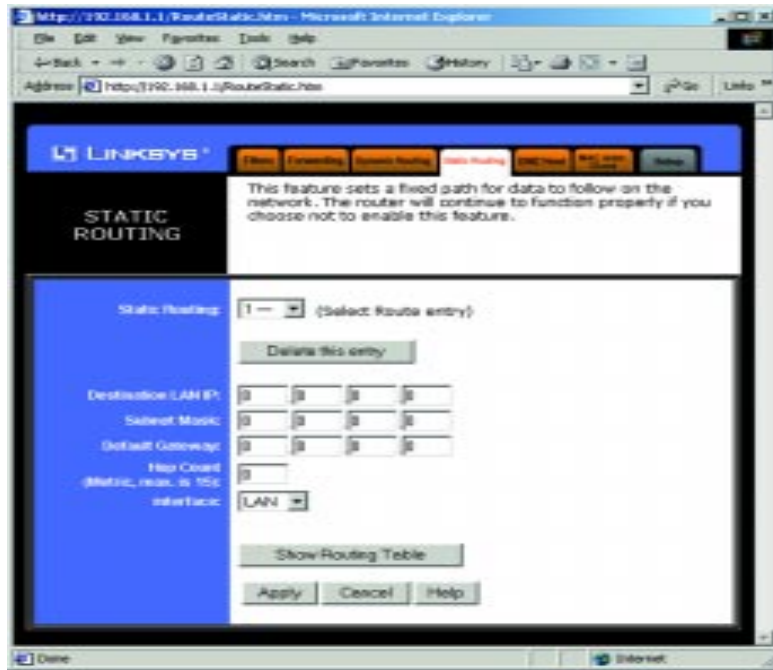 http://192.168.1.1/RouteStatic.htm - Microsoft Internet Explorer
File Edit View Favorites Tools Help
Back Search Favorites History
Address http://192.168.1.1/RouteStatic.htm Go Links
LINKSYS®
Filters Forwarding Dynamic Routing Static Routing DMZ Host MAC Addr. Clone Setup
STATIC ROUTING
This feature sets a fixed path for data to follow on the
network. The router will continue to function properly if you
choose not to enable this feature.
Static Routing: 1 -- (Select Route entry)
Delete this entry
Destination LAN IP: 0 0 0 0
Subnet Mask: 0 0 0 0
Default Gateway: 0 0 0 0
Hop Count
(Metric, max. is 15): 0
interface: LAN
Show Routing Table
Apply Cancel Help
Done Internet